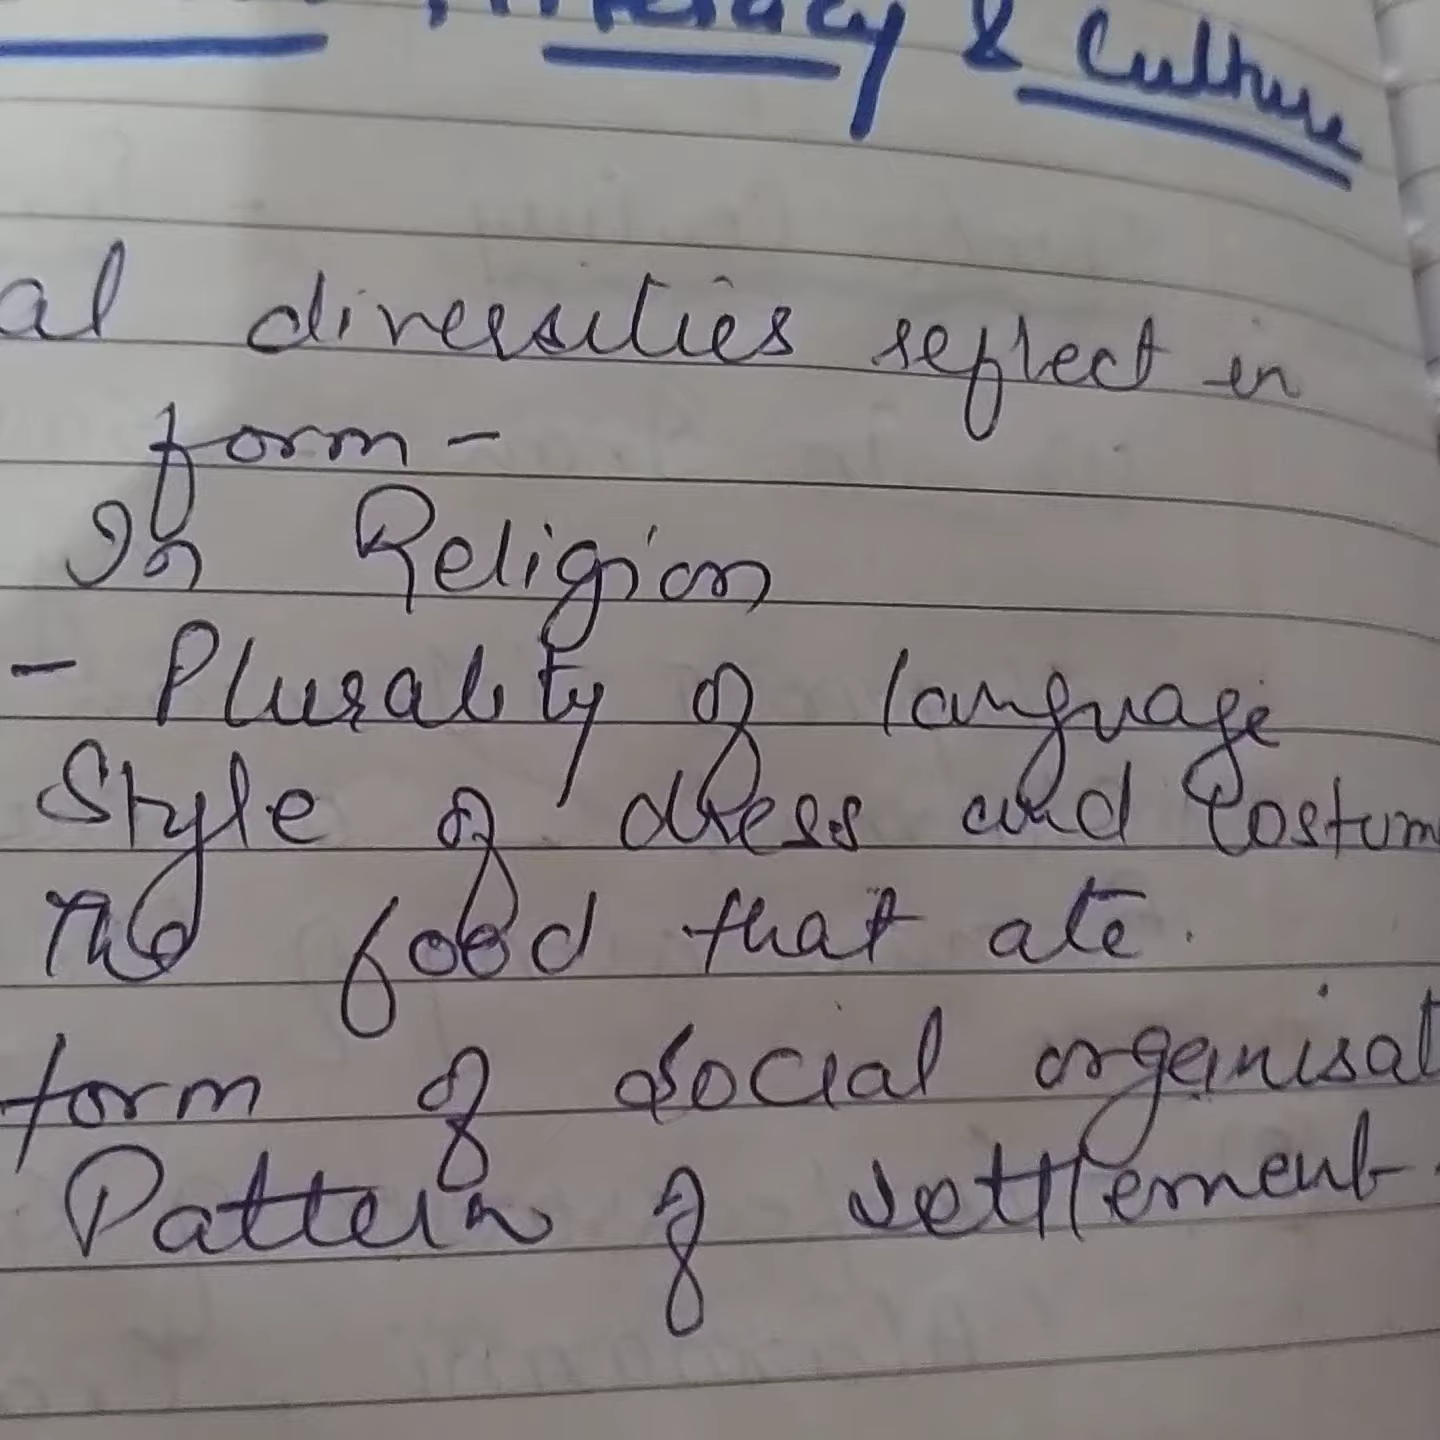 & Culture
al diversities reflect in
form -
In Religion
- Plurality of language
Style of dress and Costum
The food that ate.
form of social organisat
Pattern of settlement.